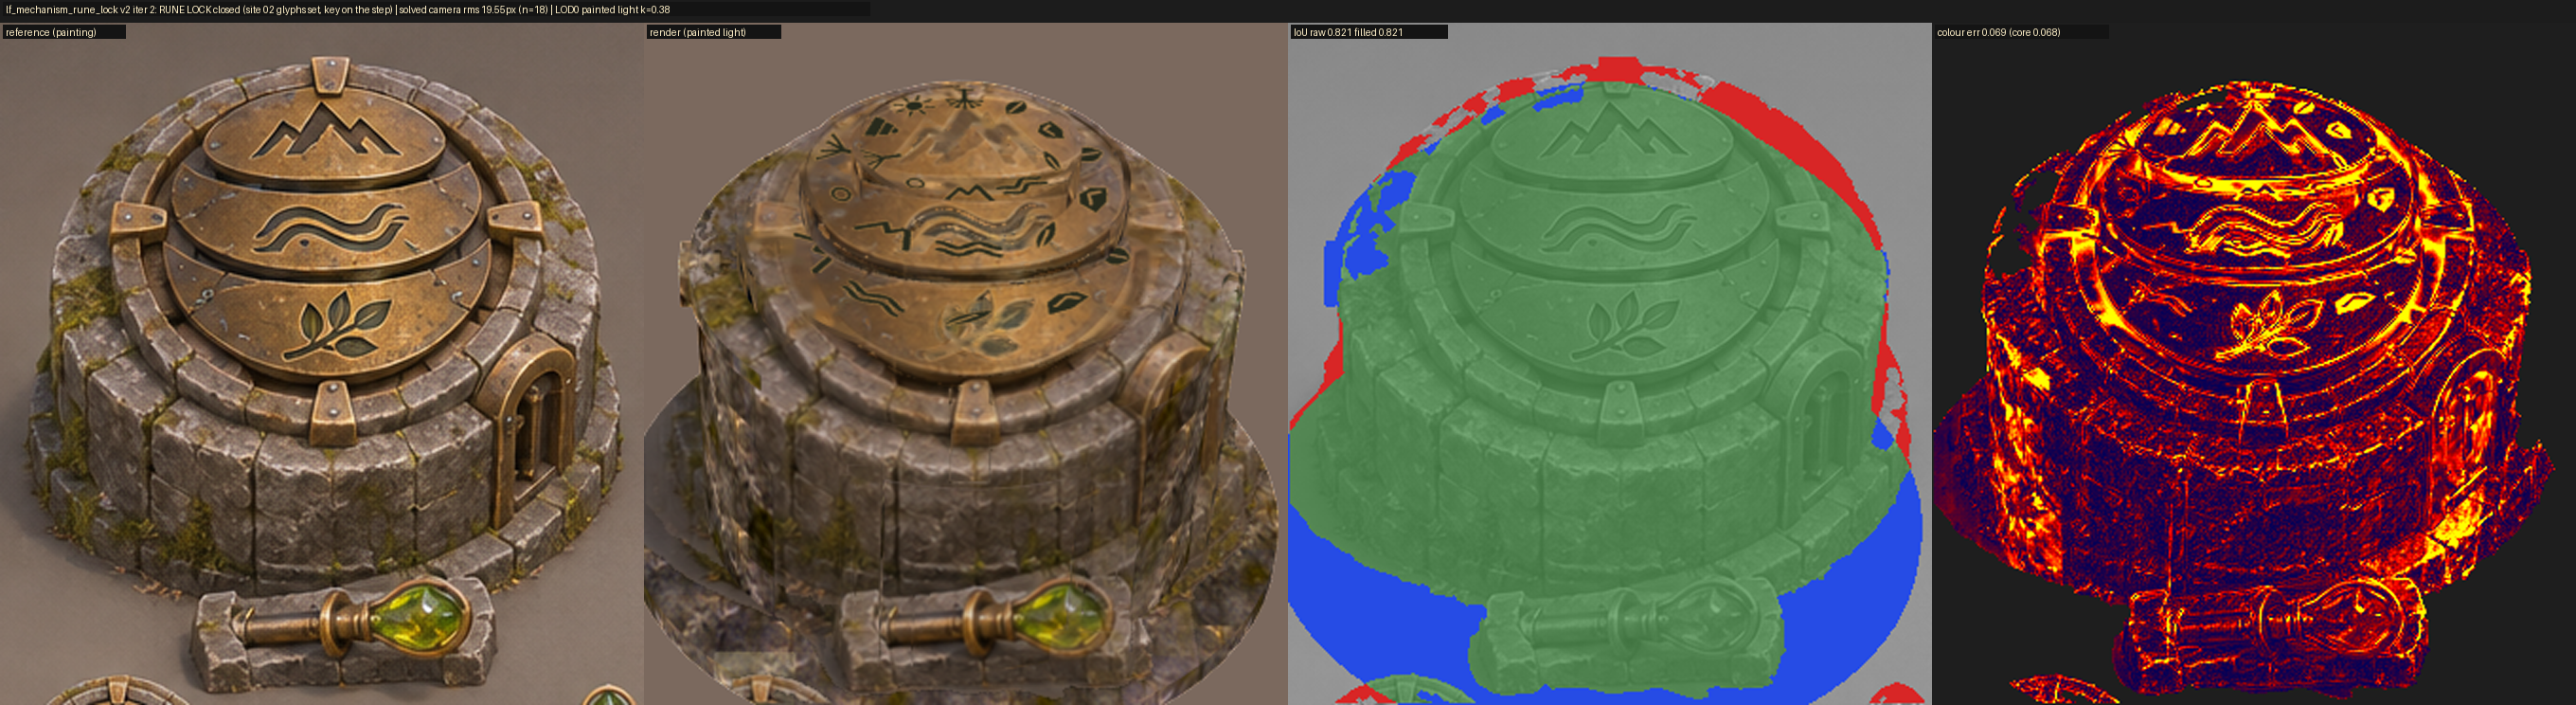 lf_mechanism_rune_lock v2 iter 2: RUNE LOCK closed (site 02 glyphs set, key on the step) | solved camera rms 19.55px (n=18) | LOD0 painted light k=0.38
reference (painting)
render (painted light)
IoU raw 0.821 filled 0.821
colour err 0.069 (core 0.068)